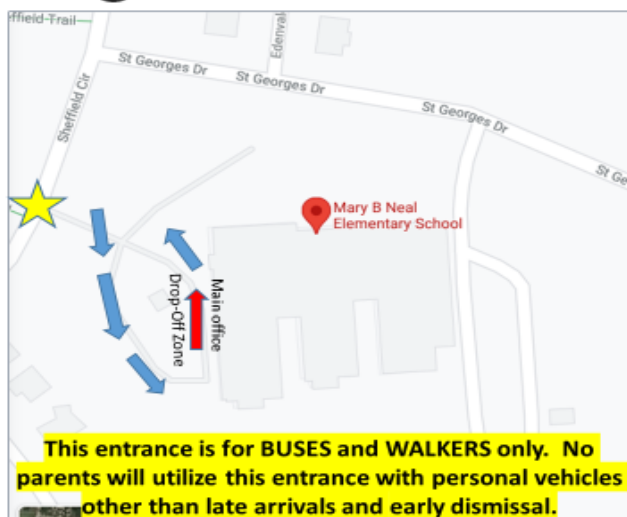 ffield-Trail
Edenval
St Georges Dr
St Georges Dr
St Georges Dr
St Ge
Sheffield Cir
Mary B Neal
Elementary School
Main office
Drop-Off Zone
This entrance is for BUSES and WALKERS only. No
parents will utilize this entrance with personal vehicles
other than late arrivals and early dismissal.